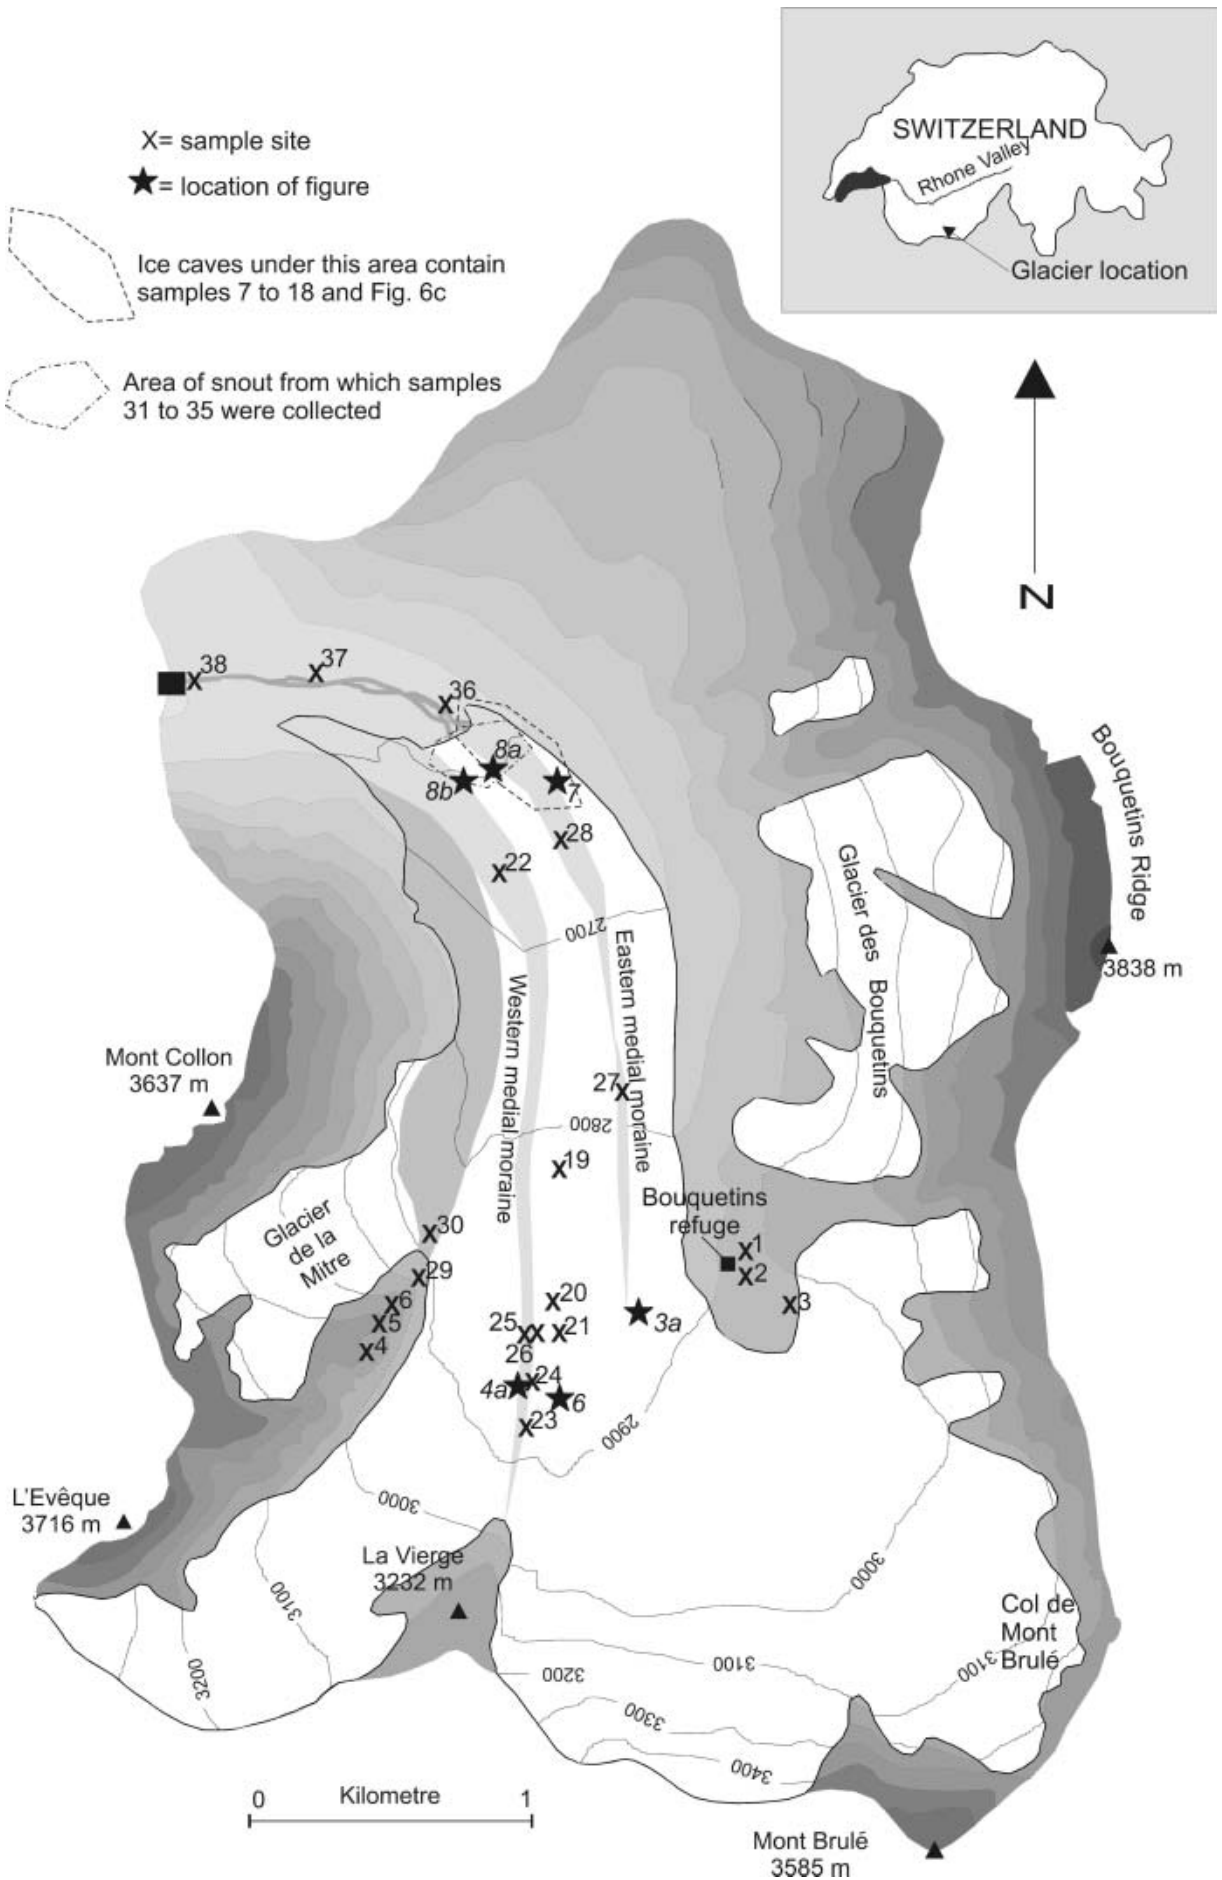 X= sample site
★= location of figure
Ice caves under this area contain
samples 7 to 18 and Fig. 6c
Area of snout from which samples
31 to 35 were collected
SWITZERLAND
Rhone Valley
Glacier location
N
38
37
36
8a
8b
7
28
22
2700
Western medial moraine
Eastern medial moraine
Glacier des Bouquetins
Bouquetins Ridge
3838 m
Mont Collon
3637 m
27
2800
19
Bouquetins
refuge
1
2
3
Glacier
de la
Mitre
30
29
6
5
4
20
25
21
3a
26
24
4a
6
23
2900
L'Evêque
3716 m
3000
La Vierge
3232 m
3000
Col de
Mont
Brulé
3100
3200
3100
3200
3100
3300
3400
0
Kilometre
1
Mont Brulé
3585 m